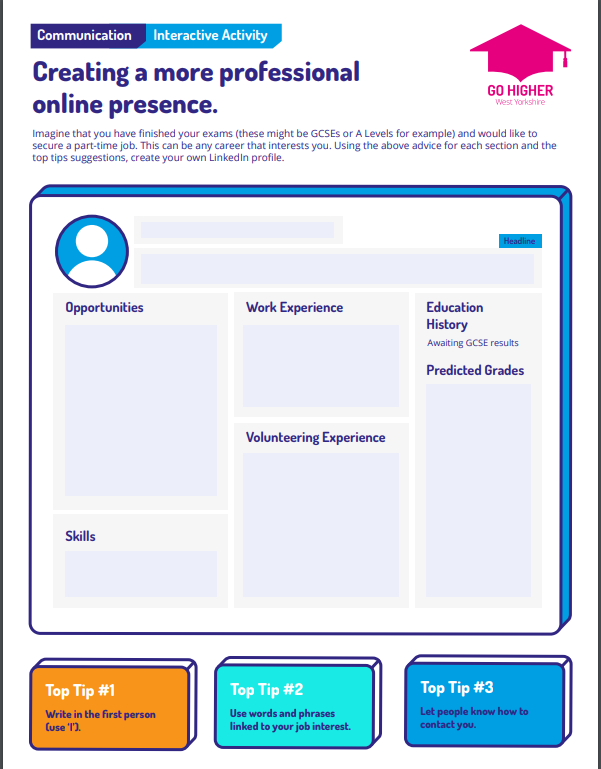 Communication
Interactive Activity
GO HIGHER
West Yorkshire
Creating a more professional
online presence.
Imagine that you have finished your exams (these might be GCSEs or A Levels for example) and would like to
secure a part-time job. This can be any career that interests you. Using the above advice for each section and the
top tips suggestions, create your own LinkedIn profile.
Headline
Opportunities
Work Experience
Education
History
Awaiting GCSE results
Predicted Grades
Volunteering Experience
Skills
Top Tip #1
Write in the first person
(use 'I').
Top Tip #2
Use words and phrases
linked to your job interest.
Top Tip #3
Let people know how to
contact you.